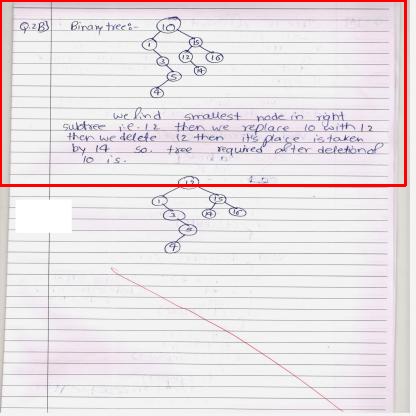 Q.2B) Binary tree:-
10
1 15
3 12 16
5 14
4
we find smallest node in right
subtree i.e. 12 then we replace 10 with 12
then we delete 12 then it's place is taken
by 14 so. tree required after deletion of
10 is.
12
1 15
3 14 16
5
4